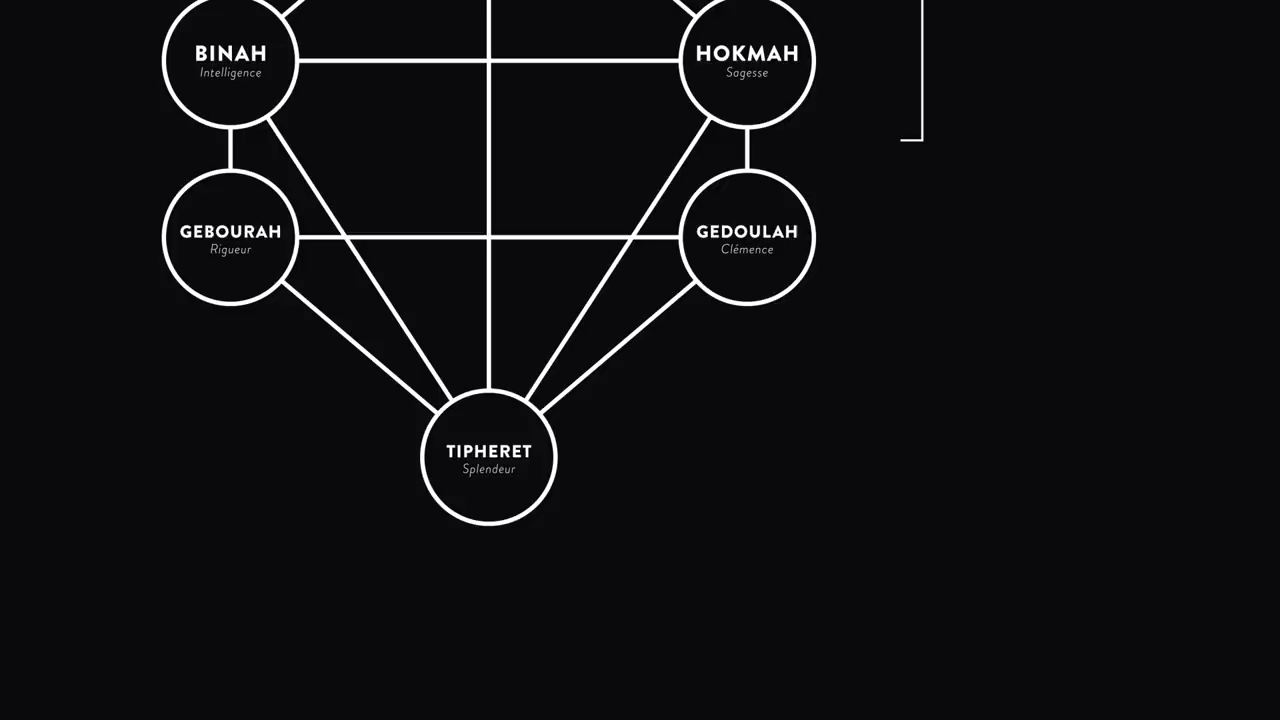 BINAH
Intelligence
HOKMAH
Sagesse
GEBOURAH
Rigueur
GEDOULAH
Clémence
TIPHERET
Splendeur